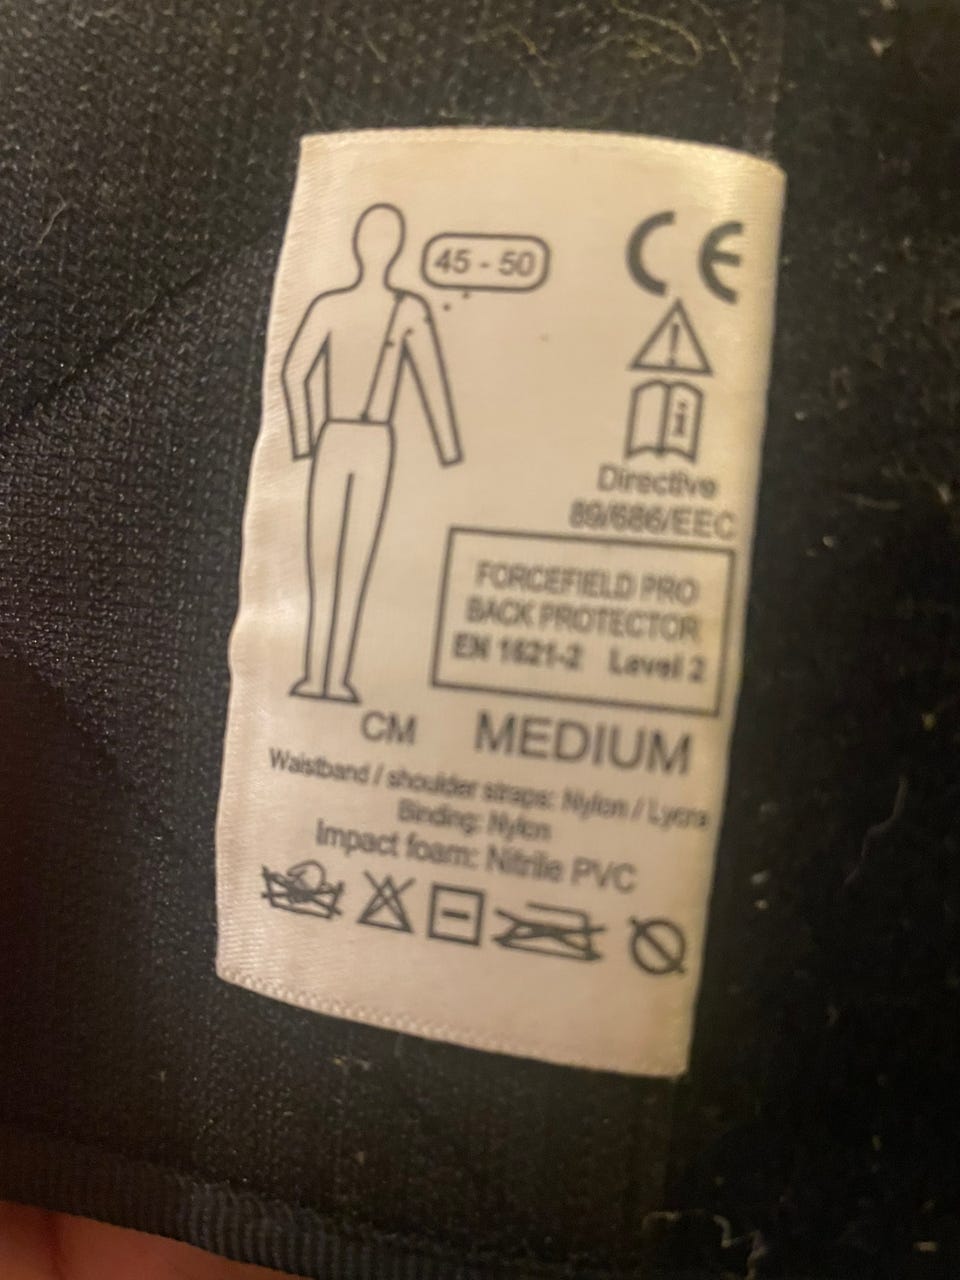 45 - 50
CE
Directive
89/686/EEC
FORCEFIELD PRO
BACK PROTECTOR
EN 1621-2 Level 2
CM MEDIUM
Waistband / shoulder straps: Nylon / Lycra
Binding: Nylon
Impact foam: Nitrile PVC